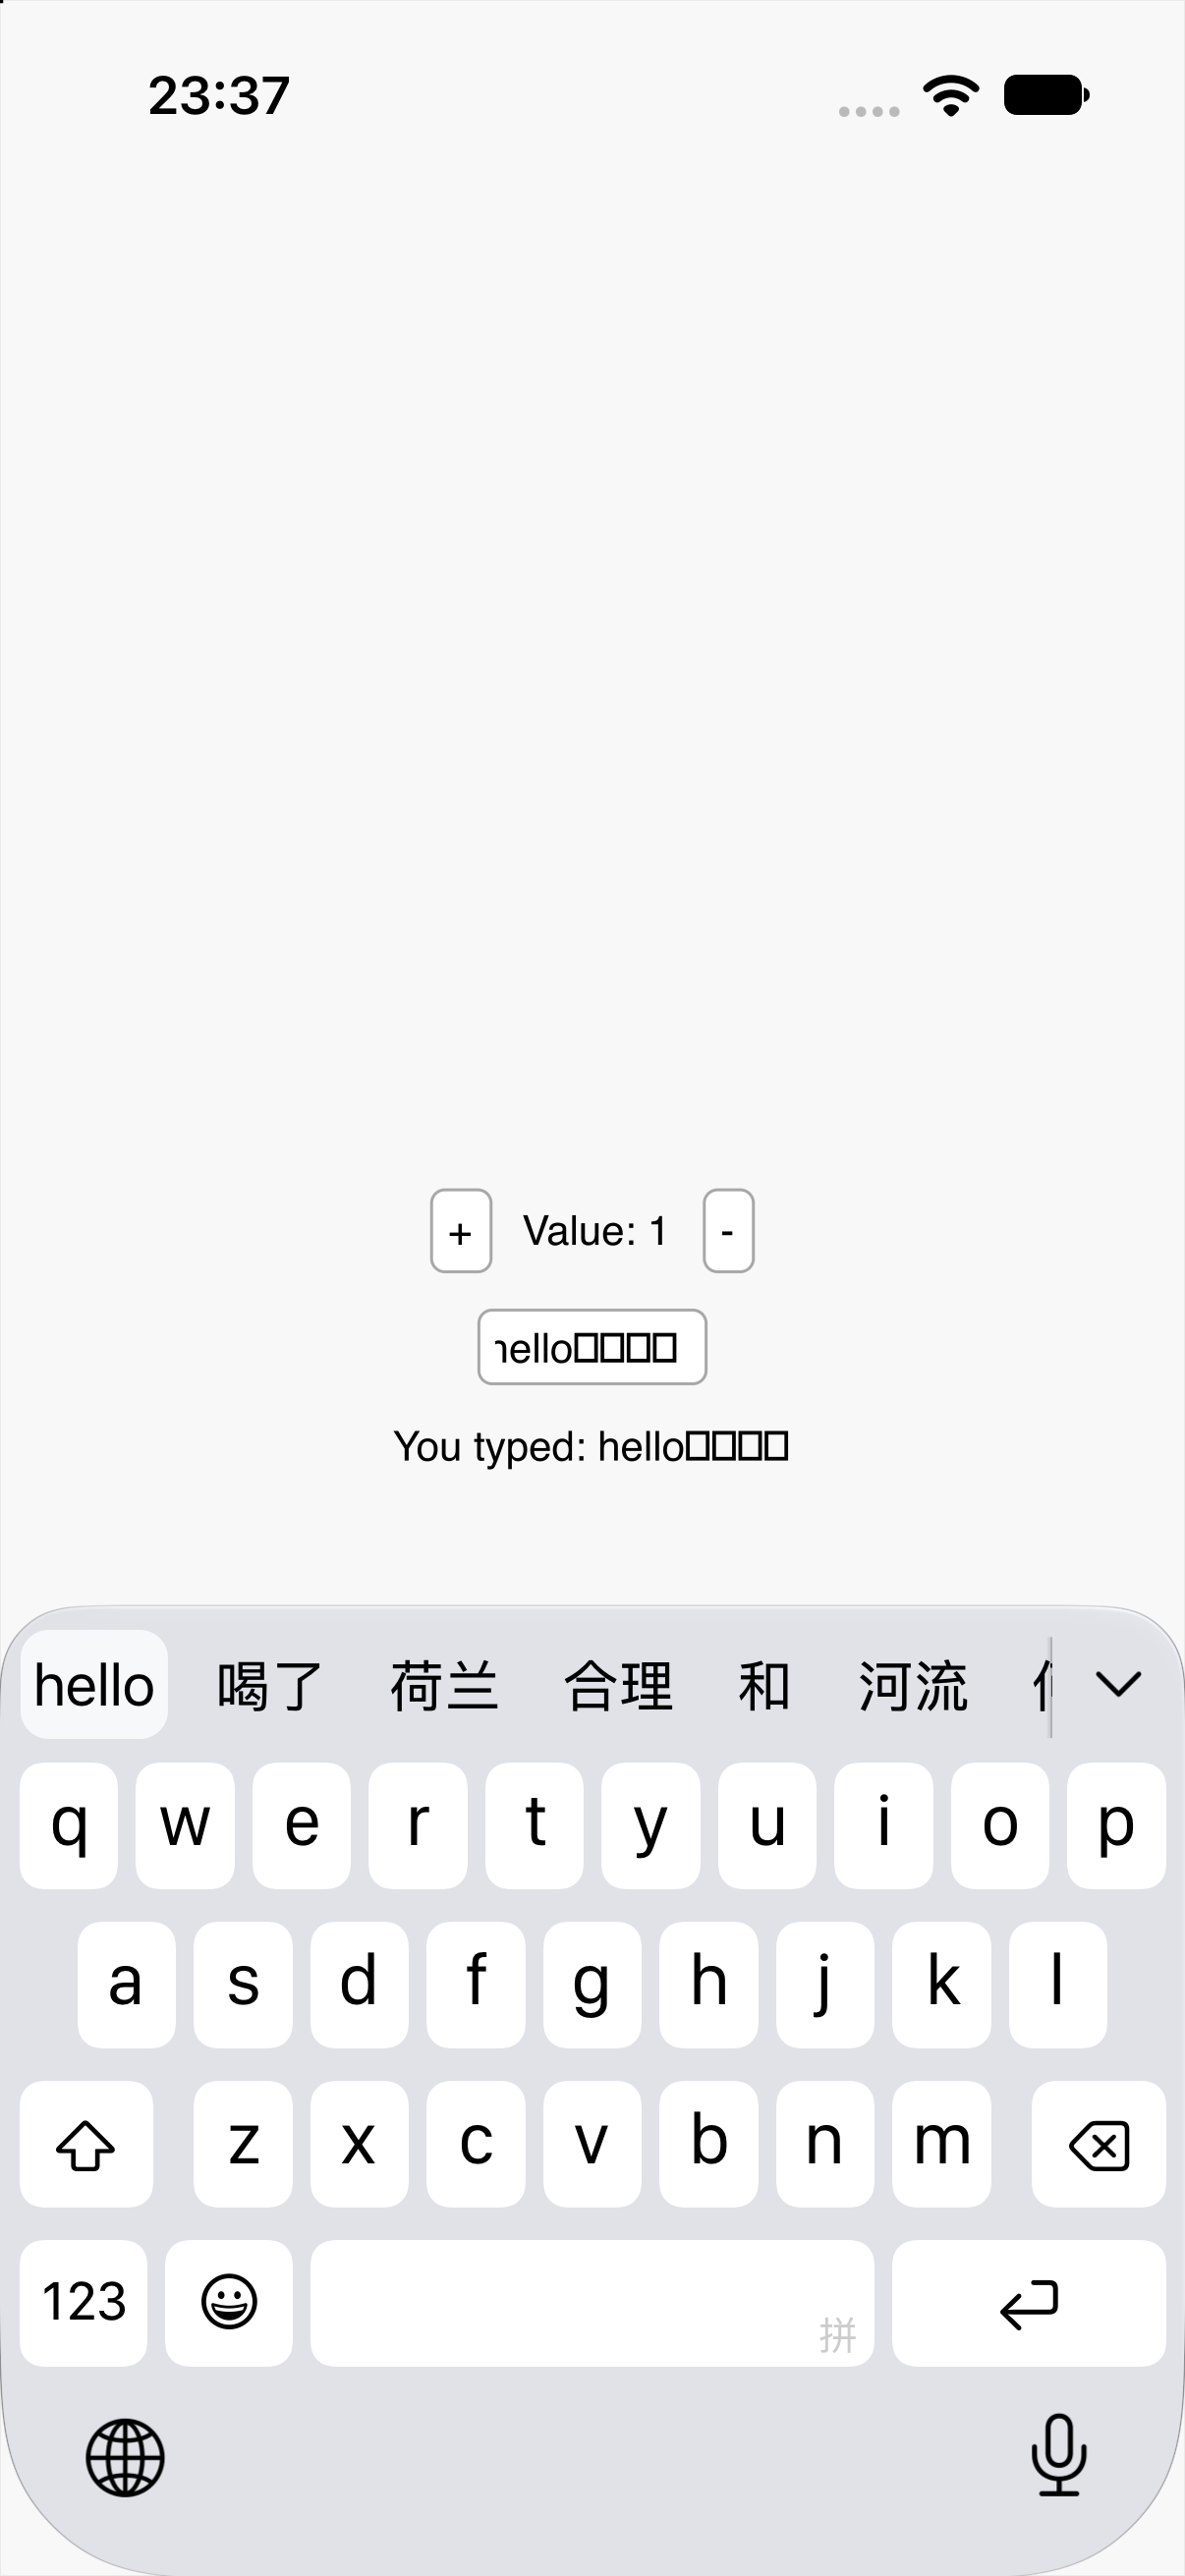 23:37
+ Value: 1 -
hello□□□□
You typed: hello□□□□
hello 喝了 荷兰 合理 和 河流
q w e r t y u i o p
a s d f g h j k l
z x c v b n m
123
拼